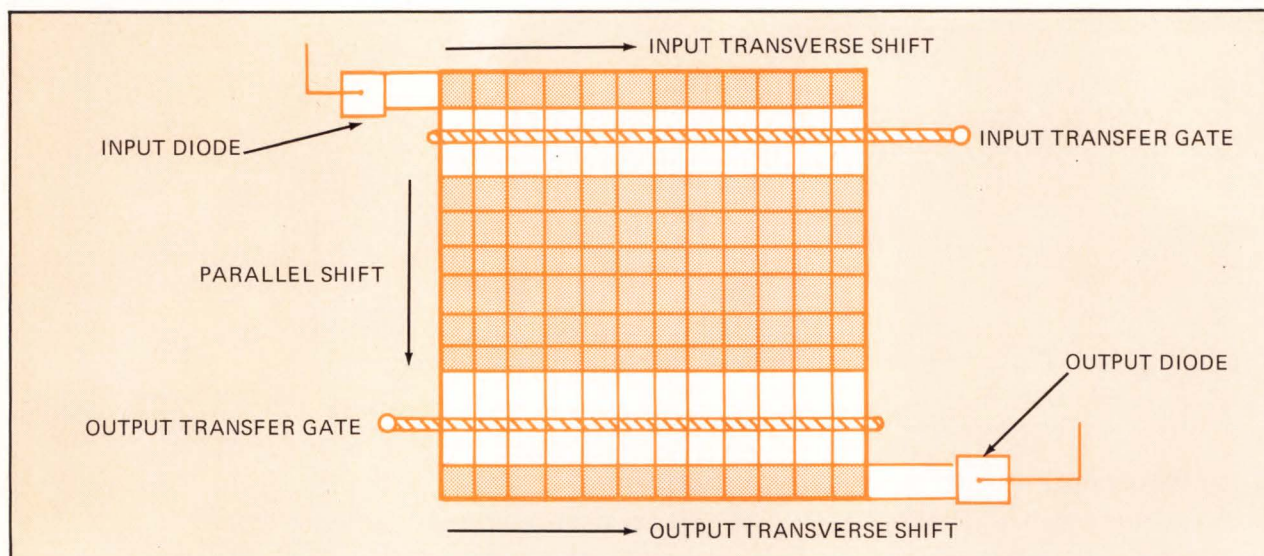 INPUT TRANSVERSE SHIFT
INPUT DIODE
INPUT TRANSFER GATE
PARALLEL SHIFT
OUTPUT DIODE
OUTPUT TRANSFER GATE
OUTPUT TRANSVERSE SHIFT